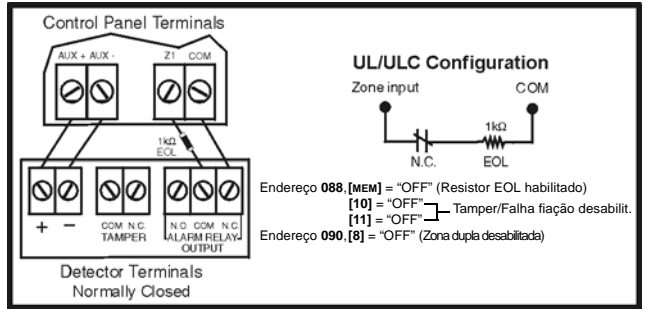 Control Panel Terminals
AUX + AUX -
Z1 COM
1kΩ
EOL
+ -
COM N.C.
TAMPER
N.O. COM N.C.
ALARM RELAY
OUTPUT
Detector Terminals
Normally Closed
UL/ULC Configuration
Zone input
COM
1kΩ
N.C.
EOL
Endereço 088,[MEM] = “OFF” (Resistor EOL habilitado)
[10] = “OFF”
[11] = “OFF”
Tamper/Falha fiação desabilit.
Endereço 090,[8] = “OFF” (Zona dupla desabilitada)